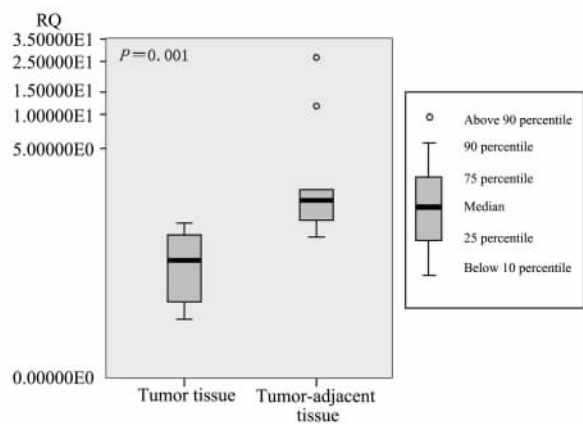 RQ
3.50000E1
2.50000E1
1.50000E1
1.00000E1
5.00000E0
0.00000E0
P=0.001
Tumor tissue
Tumor-adjacent
tissue
Above 90 percentile
90 percentile
75 percentile
Median
25 percentile
Below 10 percentile